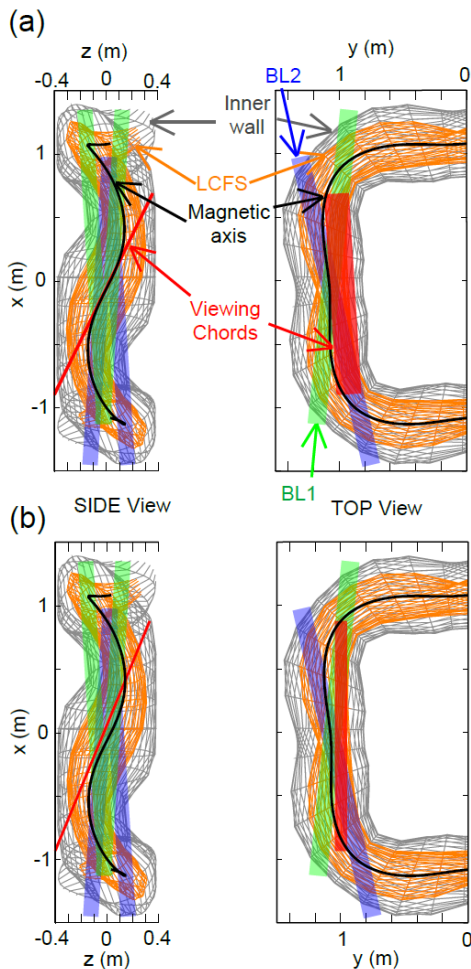 (a)
z (m)
y (m)
-0.4 0 0.4
1 0
BL2
Inner
wall
LCFS
Magnetic
axis
Viewing
Chords
x (m)
1
0
-1
BL1
SIDE View
TOP View
(b)
x (m)
1
0
-1
-0.4 0 0.4
1 0
z (m)
y (m)